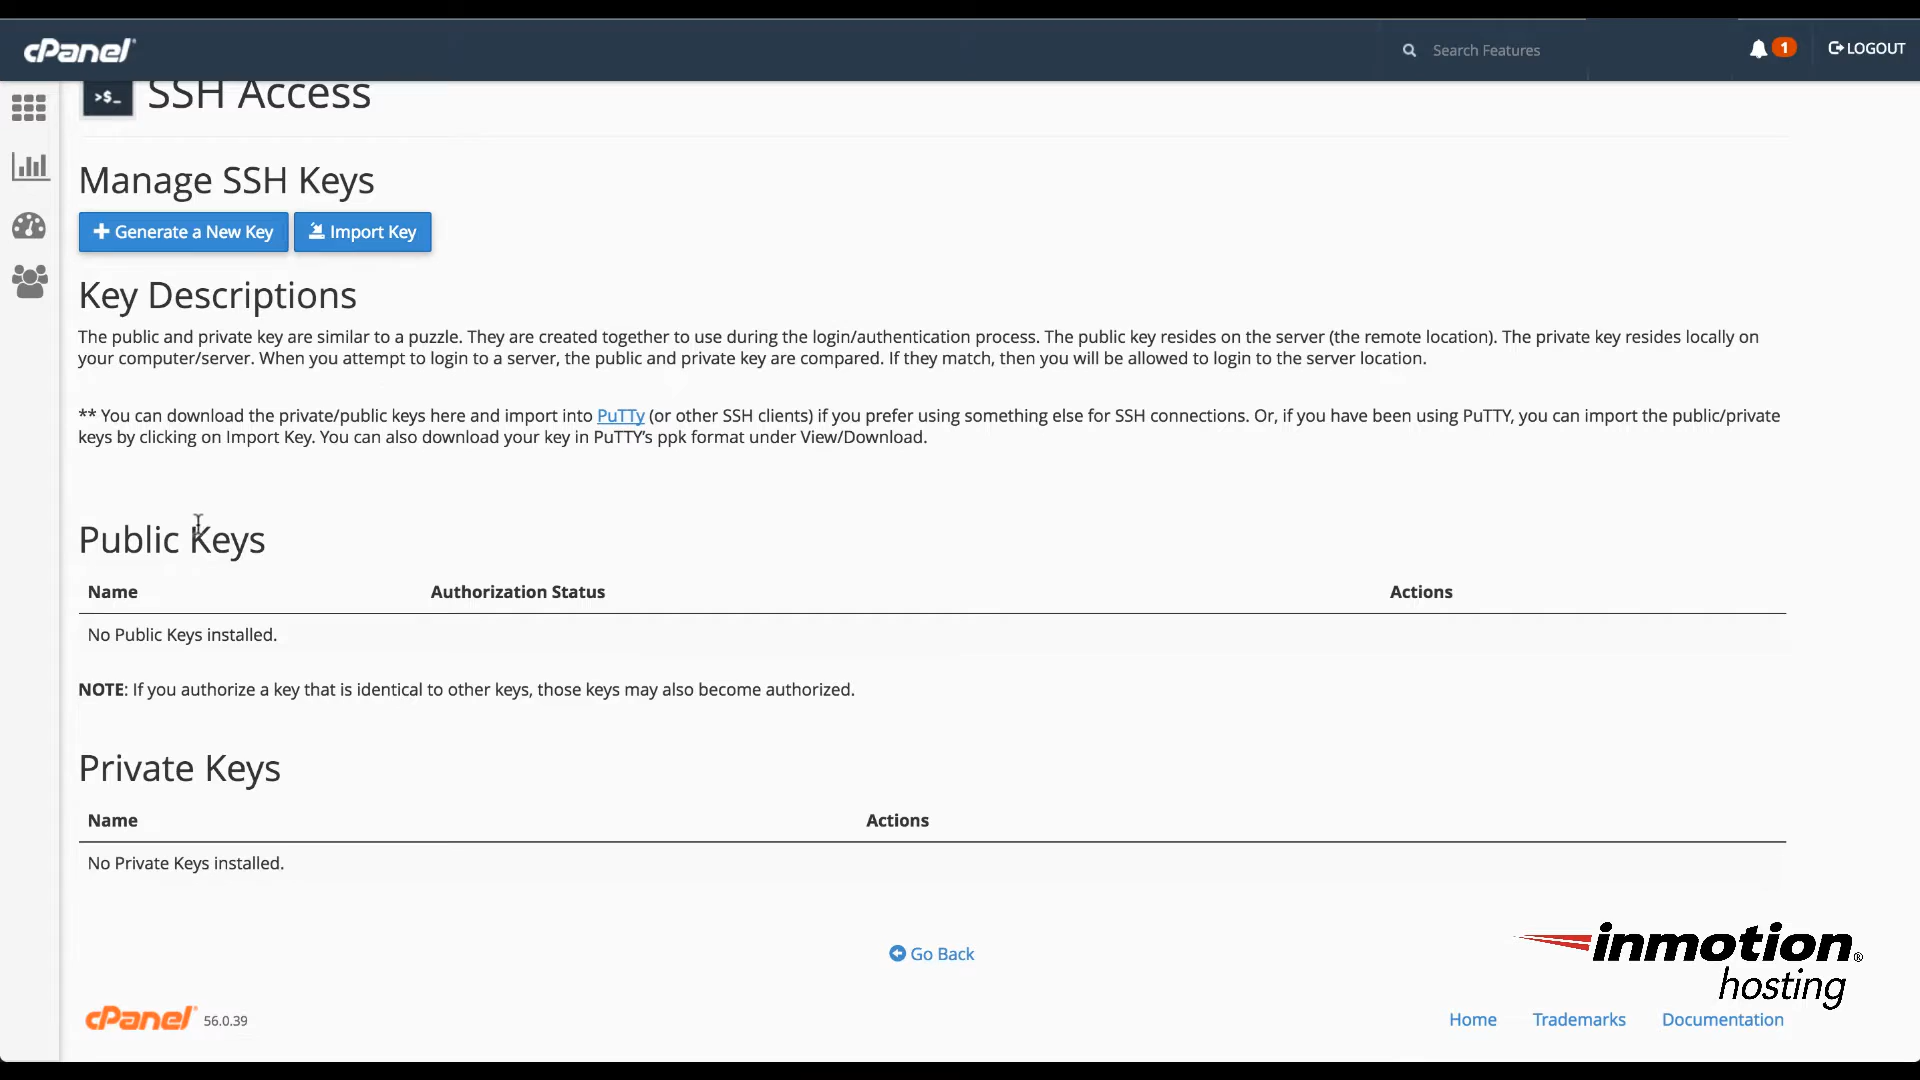 cPanel
Search Features
1
LOGOUT
>$_ SSH Access
Manage SSH Keys
Generate a New Key
Import Key
Key Descriptions
The public and private key are similar to a puzzle. They are created together to use during the login/authentication process. The public key resides on the server (the remote location). The private key resides locally on
your computer/server. When you attempt to login to a server, the public and private key are compared. If they match, then you will be allowed to login to the server location.
** You can download the private/public keys here and import into PuTTy (or other SSH clients) if you prefer using something else for SSH connections. Or, if you have been using PuTTY, you can import the public/private
keys by clicking on Import Key. You can also download your key in PuTTY's ppk format under View/Download.
Public Keys
Name Authorization Status Actions
No Public Keys installed.
NOTE: If you authorize a key that is identical to other keys, those keys may also become authorized.
Private Keys
Name Actions
No Private Keys installed.
Go Back
inmotion®
hosting
cPanel 56.0.39
Home Trademarks Documentation